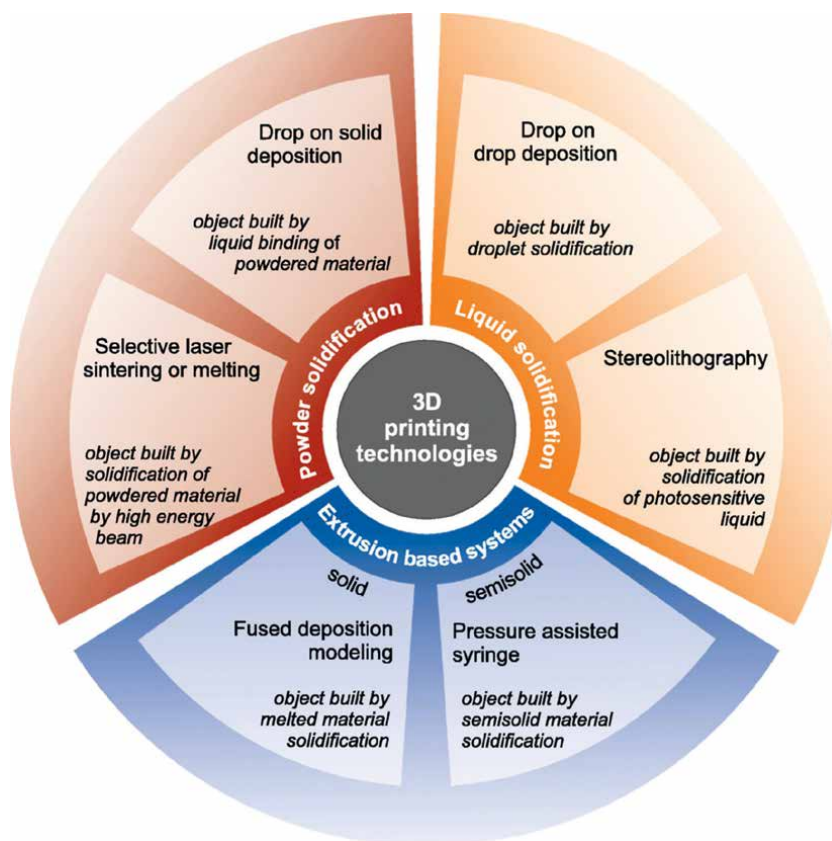 Drop on solid
deposition
object built by
liquid binding of
powdered material
Selective laser
sintering or melting
object built by
solidification of
powdered material
by high energy
beam
Powder solidification
Drop on
drop deposition
object built by
droplet solidification
Stereolithography
object built by
solidification
of photosensitive
liquid
Liquid solidification
3D
printing
technologies
Extrusion based systems
solid
Fused deposition
modeling
object built by
melted material
solidification
semisolid
Pressure assisted
syringe
object built by
semisolid material
solidification